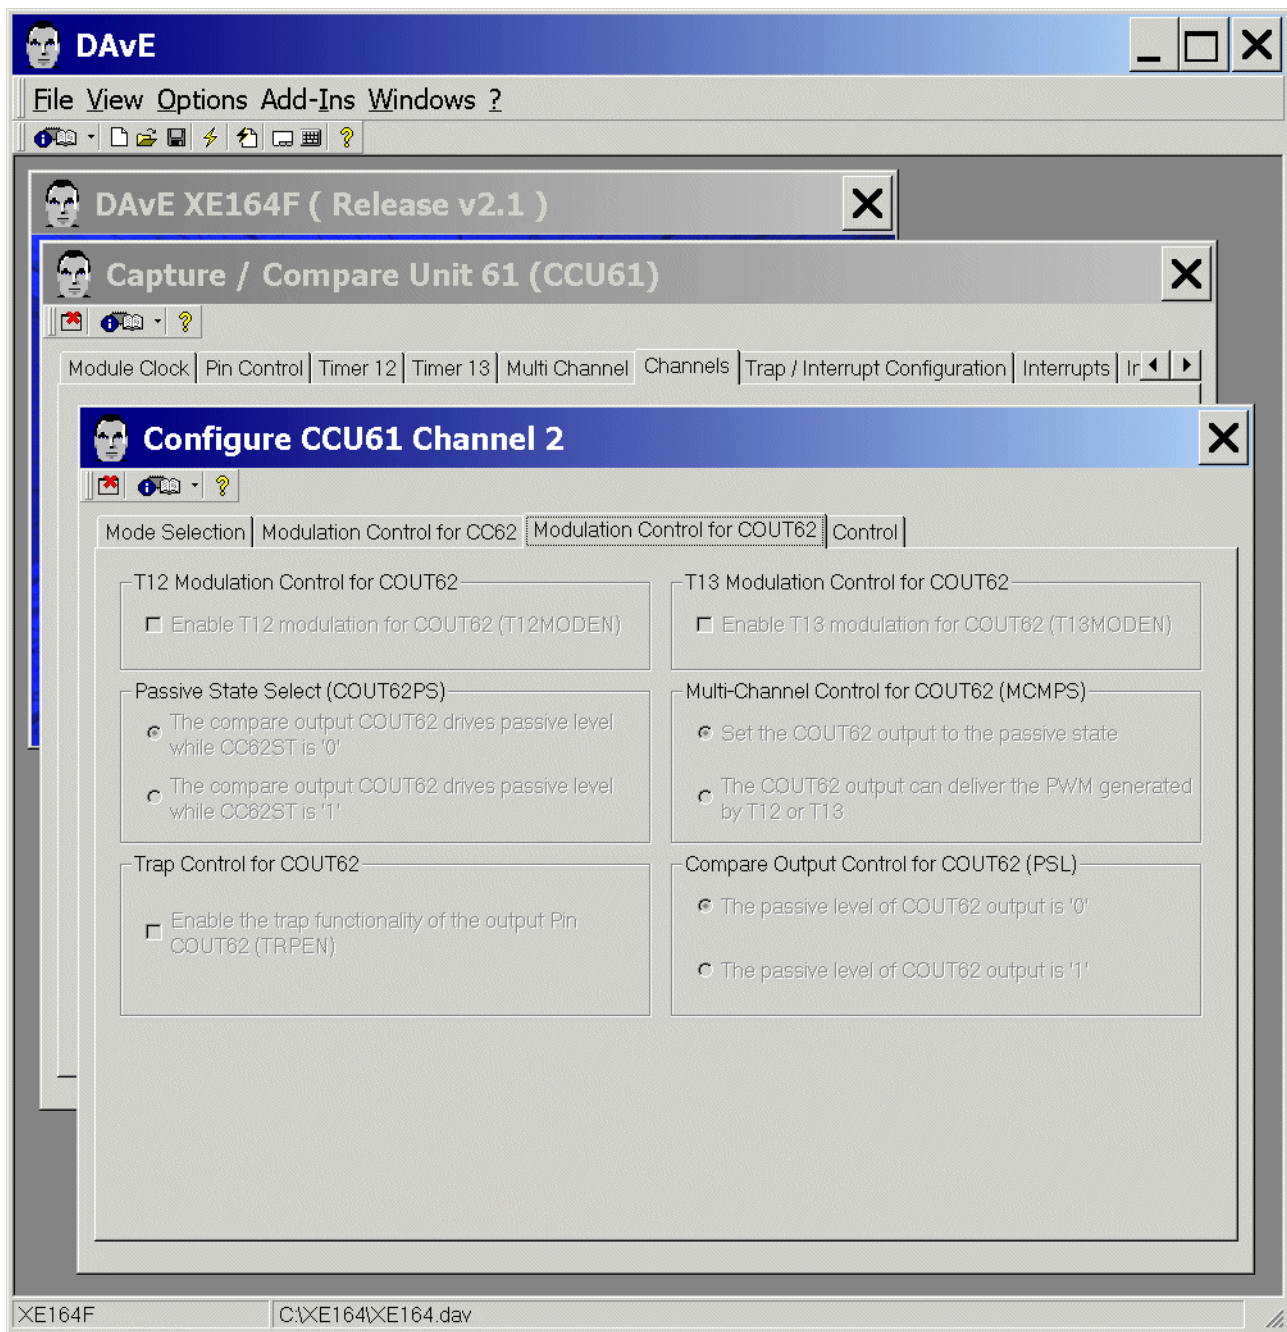 DAvE
File View Options Add-Ins Windows ?
DAvE XE164F ( Release v2.1 )
Capture / Compare Unit 61 (CCU61)
Module Clock Pin Control Timer 12 Timer 13 Multi Channel Channels Trap / Interrupt Configuration Interrupts
Configure CCU61 Channel 2
Mode Selection Modulation Control for CC62 Modulation Control for COUT62 Control
T12 Modulation Control for COUT62
Enable T12 modulation for COUT62 (T12MODEN)
T13 Modulation Control for COUT62
Enable T13 modulation for COUT62 (T13MODEN)
Passive State Select (COUT62PS)
The compare output COUT62 drives passive level
while CC62ST is '0'
The compare output COUT62 drives passive level
while CC62ST is '1'
Multi-Channel Control for COUT62 (MCMPS)
Set the COUT62 output to the passive state
The COUT62 output can deliver the PWM generated
by T12 or T13
Trap Control for COUT62
Enable the trap functionality of the output Pin
COUT62 (TRPEN)
Compare Output Control for COUT62 (PSL)
The passive level of COUT62 output is '0'
The passive level of COUT62 output is '1'
XE164F C:\XE164\XE164.dav